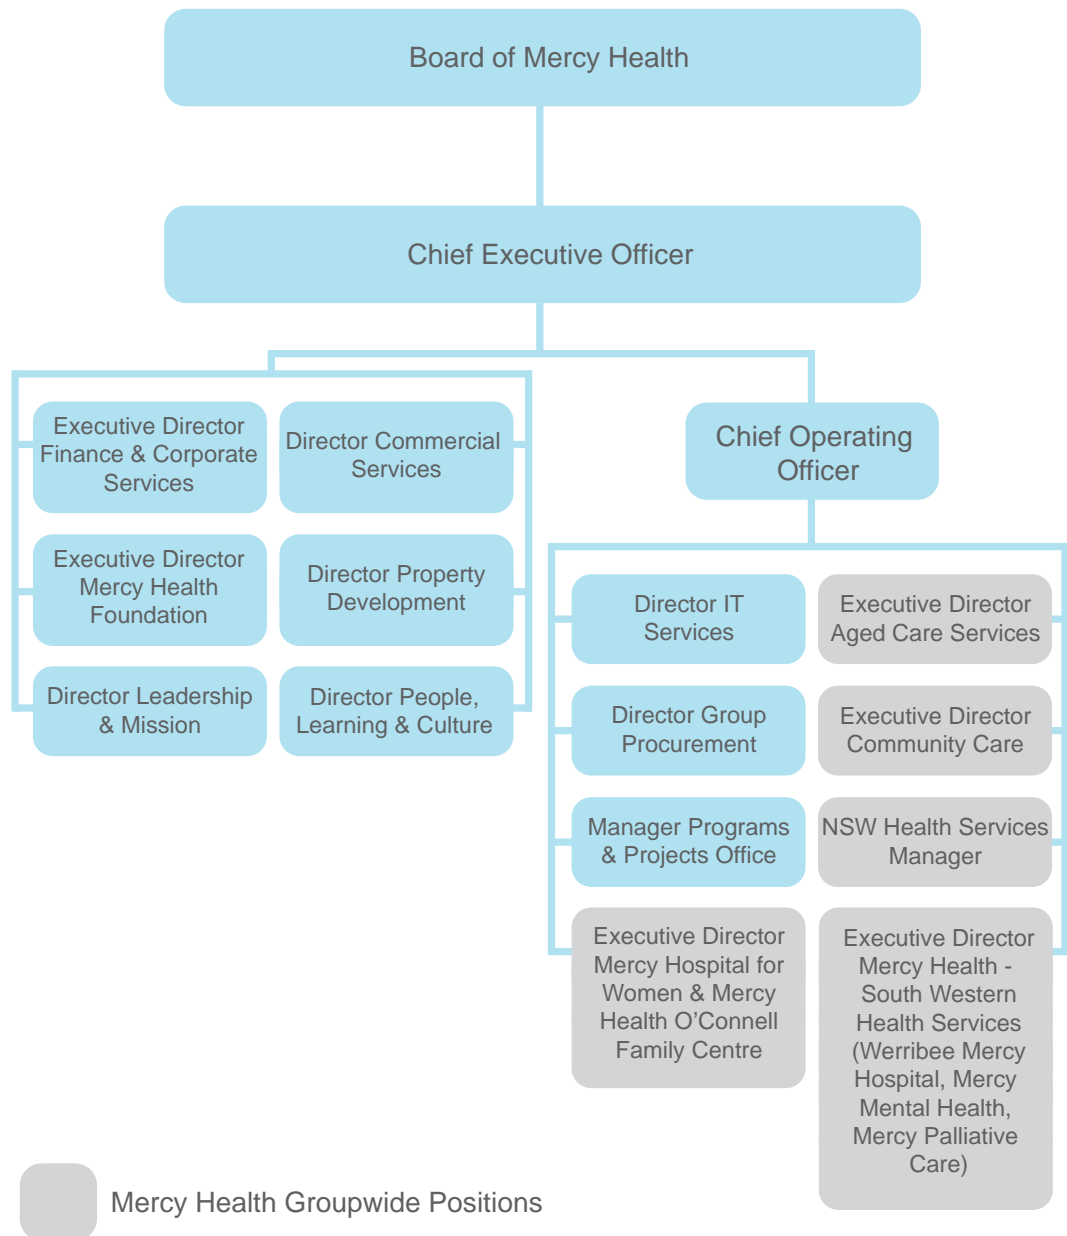 Board of Mercy Health
Chief Executive Officer
Executive Director
Finance & Corporate
Services
Director Commercial
Services
Executive Director
Mercy Health
Foundation
Director Property
Development
Director Leadership
& Mission
Director People,
Learning & Culture
Chief Operating
Officer
Director IT
Services
Executive Director
Aged Care Services
Director Group
Procurement
Executive Director
Community Care
Manager Programs
& Projects Office
NSW Health Services
Manager
Executive Director
Mercy Hospital for
Women & Mercy
Health O’Connell
Family Centre
Executive Director
Mercy Health -
South Western
Health Services
(Werribee Mercy
Hospital, Mercy
Mental Health,
Mercy Palliative
Care)
Mercy Health Groupwide Positions